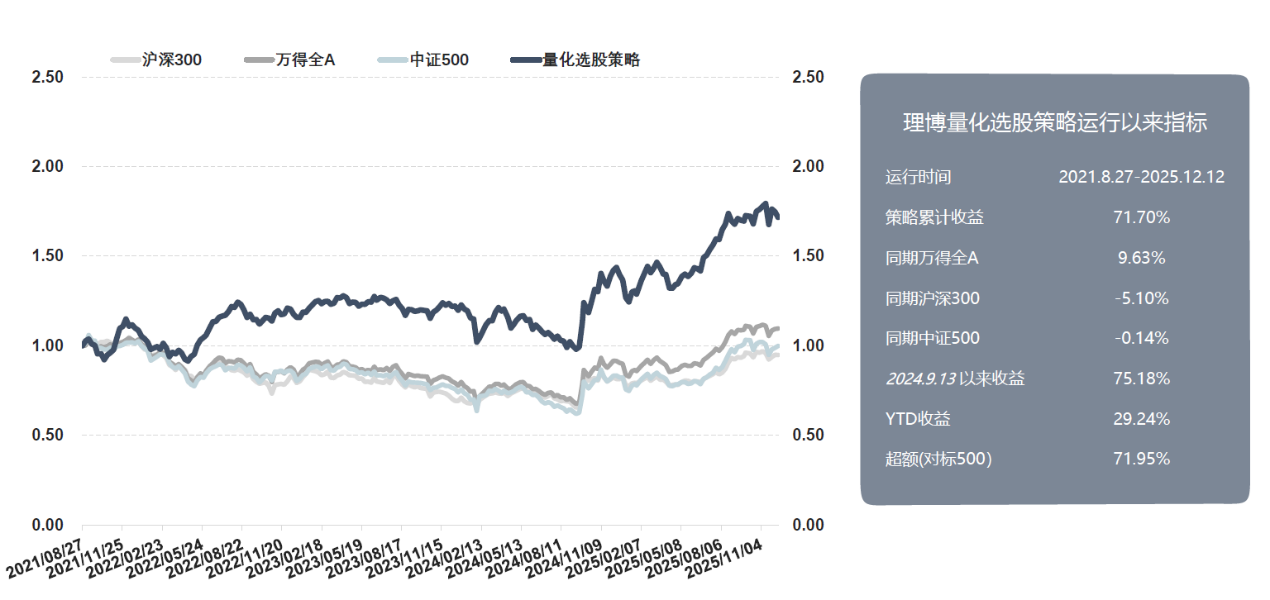 沪深300 万得全A 中证500 量化选股策略
2.50 2.50
2.00 2.00
1.50 1.50
1.00 1.00
0.50 0.50
0.00 0.00
2021/08/27 2021/11/25 2022/02/23 2022/05/24 2022/08/22 2022/11/20 2023/02/18 2023/05/19 2023/08/17 2023/11/15 2024/02/13 2024/05/13 2024/08/11 2024/11/09 2025/02/07 2025/05/08 2025/08/06 2025/11/04
理博量化选股策略运行以来指标
运行时间 2021.8.27-2025.12.12
策略累计收益 71.70%
同期万得全A 9.63%
同期沪深300 -5.10%
同期中证500 -0.14%
2024.9.13以来收益 75.18%
YTD收益 29.24%
超额(对标500） 71.95%